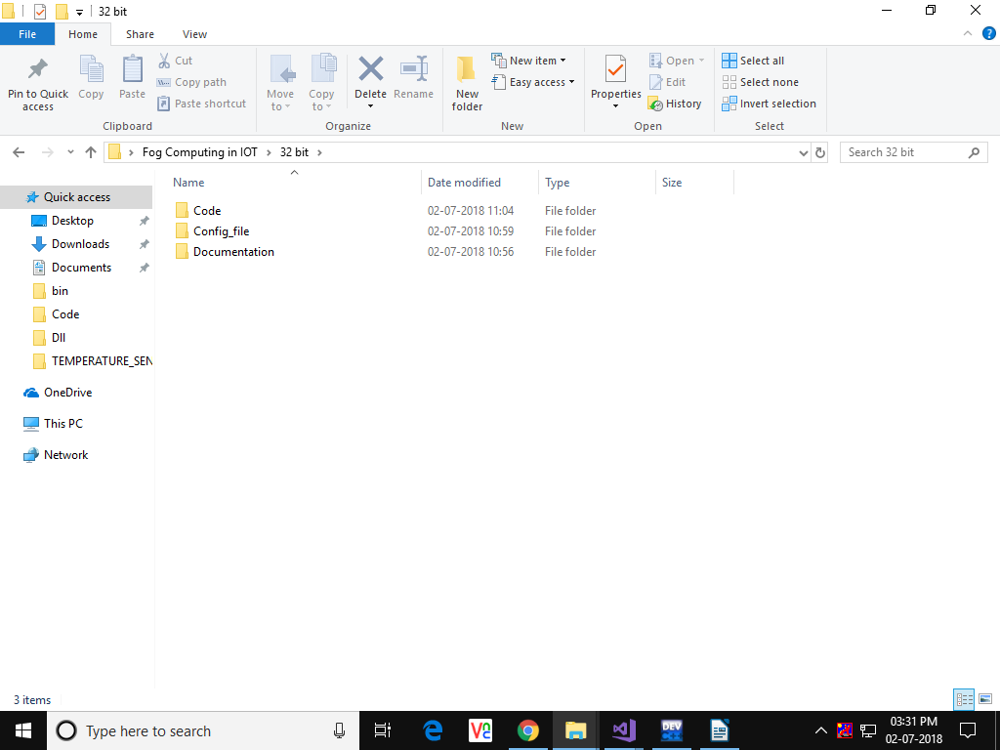 32 bit
File Home Share View
Pin to Quick access
Copy
Paste
Cut
Copy path
Paste shortcut
Clipboard
Move to
Copy to
Delete
Rename
Organize
New folder
New item
Easy access
New
Properties
Open
Edit
History
Open
Select all
Select none
Invert selection
Select
Fog Computing in IOT 32 bit
Search 32 bit
Name Date modified Type Size
Code 02-07-2018 11:04 File folder
Config_file 02-07-2018 10:59 File folder
Documentation 02-07-2018 10:56 File folder
Quick access
Desktop
Downloads
Documents
bin
Code
Dll
TEMPERATURE_SEN
OneDrive
This PC
Network
3 items
Type here to search
VNC
DEV
03:31 PM
02-07-2018